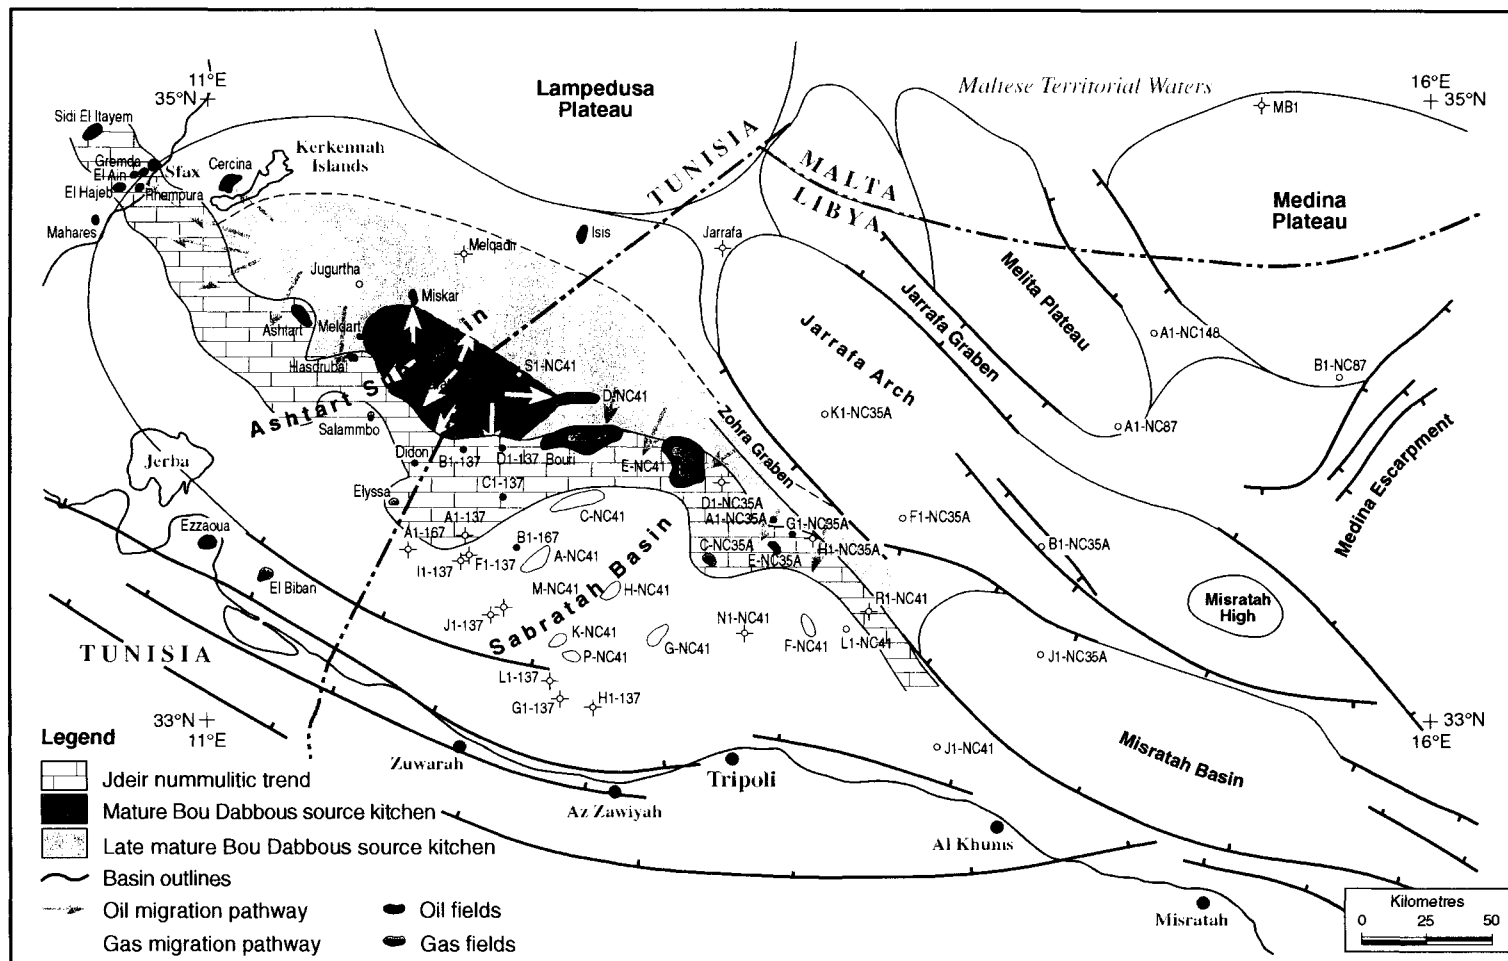 Lampedusa
Plateau
Maltese Territorial Waters
11°E
35°N
16°E
35°N
MB1
Sidi El Itayem
Gremda
El Ain
Sfax
El Hajeb
Rhempura
Mahares
Cercina
Kerkennah
Islands
TUNISIA
MALTA
LIBYA
Medina
Plateau
Isis
Jarrafa
Melqadir
Jugurtha
Miskar
Ashtart
Melqart
Hasdrubal
Ashtart
Salammbo
S1-NC41
D-NC41
Melita Plateau
Jarrafa Graben
Jarrafa Arch
A1-NC148
B1-NC87
K1-NC35A
A1-NC87
Zohra Graben
Medina Escarpment
Jerba
Didon
B1-137
D1-137
Bouri
E-NC41
Elyssa
C1-137
C-NC41
D1-NC35A
A1-NC35A
G1-NC35A
F1-NC35A
Ezzaoua
A1-167
A1-137
B1-167
A-NC41
C-NC35A
E-NC35A
H1-NC35A
B1-NC35A
I1-137
F1-137
El Biban
M-NC41
H-NC41
R1-NC41
Misratah
High
J1-137
Sabratah Basin
K-NC41
P-NC41
G-NC41
N1-NC41
F-NC41
L1-NC41
J1-NC35A
TUNISIA
L1-137
G1-137
H1-137
33°N
11°E
33°N
16°E
J1-NC41
Misratah Basin
Zuwarah
Tripoli
Az Zawiyah
Al Khums
Misratah
Legend
Jdeir nummulitic trend
Mature Bou Dabbous source kitchen
Late mature Bou Dabbous source kitchen
Basin outlines
Oil migration pathway
Oil fields
Gas migration pathway
Gas fields
Kilometres
0 25 50